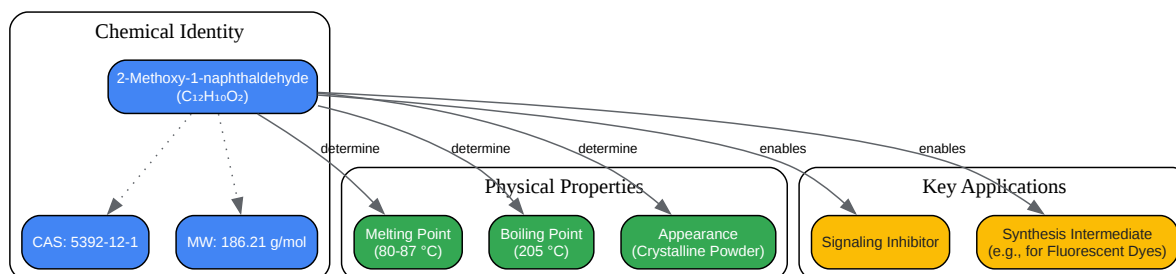 Chemical Identity
2-Methoxy-1-naphthaldehyde
(C₁₂H₁₀O₂)
determine
determine
determine
enables
enables
Physical Properties
Key Applications
CAS: 5392-12-1
MW: 186.21 g/mol
Melting Point
(80-87 °C)
Boiling Point
(205 °C)
Appearance
(Crystalline Powder)
Signaling Inhibitor
Synthesis Intermediate
(e.g., for Fluorescent Dyes)